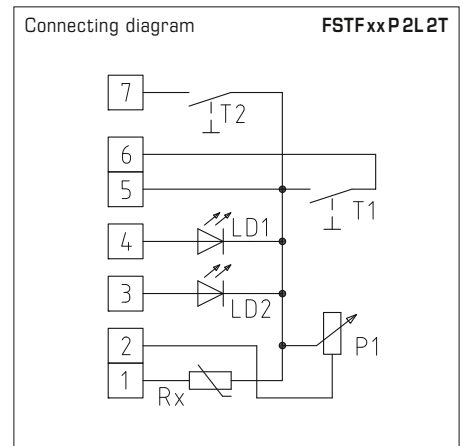 Connecting diagram FSTFxxP2L2T
7
T2
6
5
T1
4
LD1
3
LD2
2
P1
1
Rx